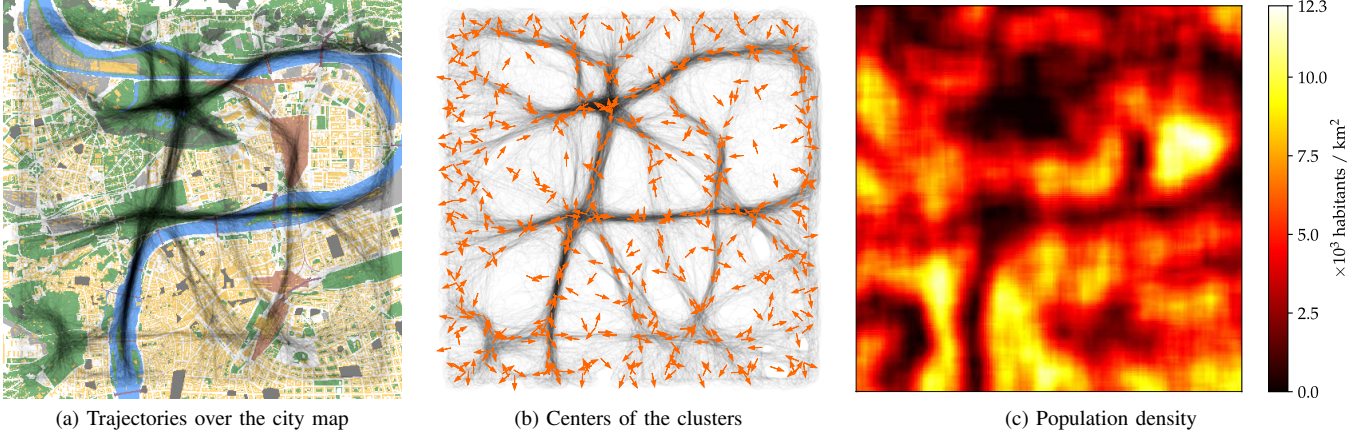 12.3
10.0
7.5
5.0
2.5
0.0
×10³ habitants / km²
(a) Trajectories over the city map
(b) Centers of the clusters
(c) Population density